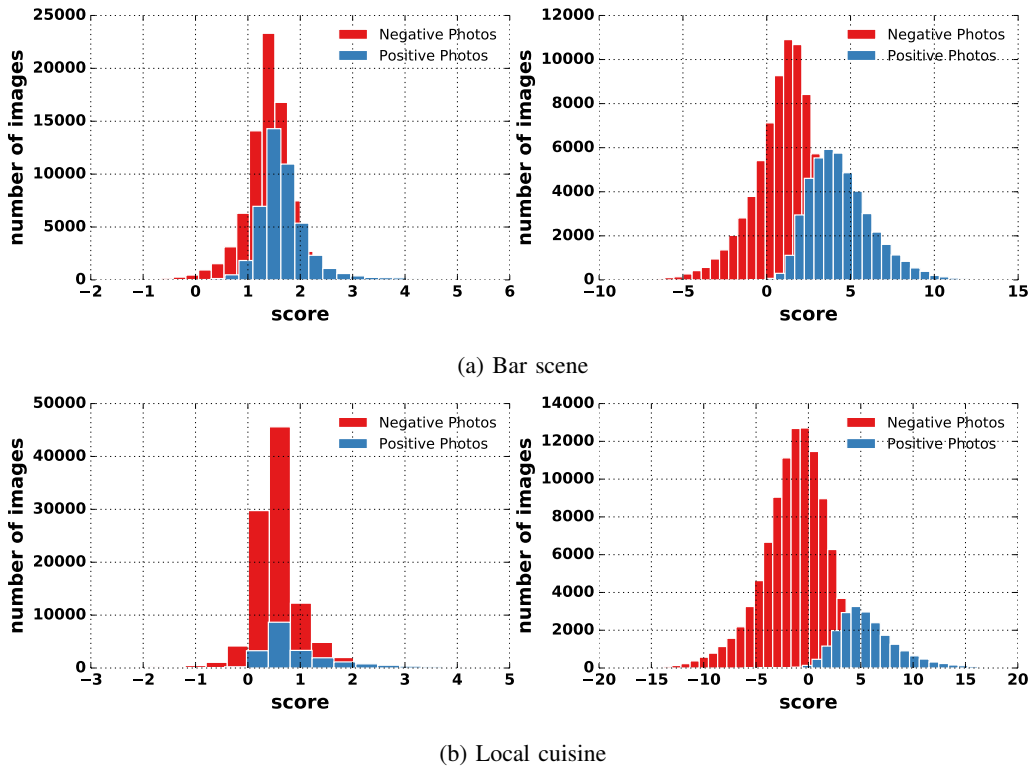 25000
20000
15000
10000
5000
0
number of images
−2 −1 0 1 2 3 4 5 6
score
Negative Photos
Positive Photos
12000
10000
8000
6000
4000
2000
0
number of images
−10 −5 0 5 10 15
score
Negative Photos
Positive Photos
(a) Bar scene
50000
40000
30000
20000
10000
0
number of images
−3 −2 −1 0 1 2 3 4 5
score
Negative Photos
Positive Photos
14000
12000
10000
8000
6000
4000
2000
0
number of images
−20 −15 −10 −5 0 5 10 15 20
score
Negative Photos
Positive Photos
(b) Local cuisine